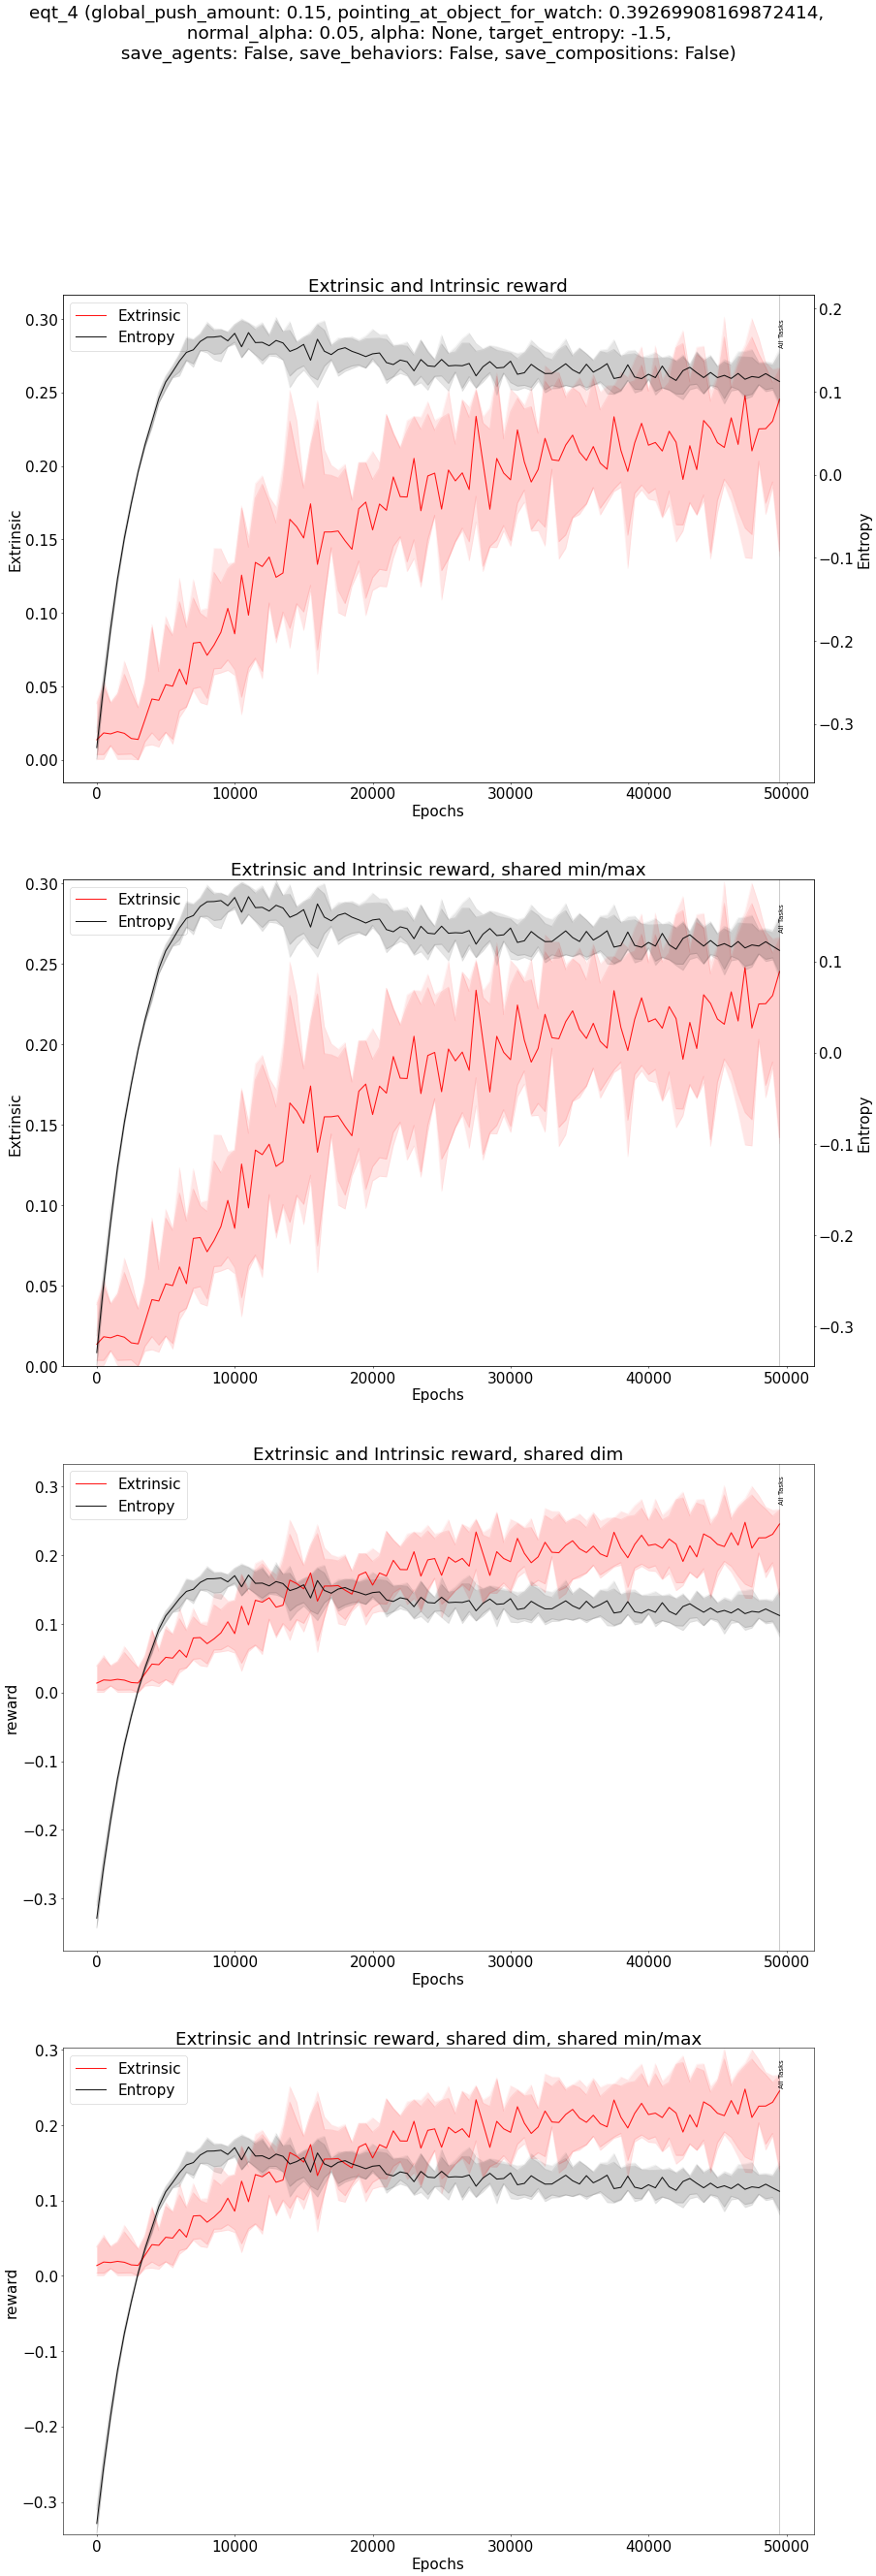 eqt_4 (global_push_amount: 0.15, pointing_at_object_for_watch: 0.39269908169872414,
normal_alpha: 0.05, alpha: None, target_entropy: -1.5,
save_agents: False, save_behaviors: False, save_compositions: False)
Extrinsic and Intrinsic reward
Extrinsic
Entropy
All Tasks
0.30
0.25
0.20
0.15
0.10
0.05
0.00
Extrinsic
0.2
0.1
0.0
−0.1
−0.2
−0.3
Entropy
0 10000 20000 30000 40000 50000
Epochs
Extrinsic and Intrinsic reward, shared min/max
Extrinsic
Entropy
All Tasks
0.30
0.25
0.20
0.15
0.10
0.05
0.00
Extrinsic
0.1
0.0
−0.1
−0.2
−0.3
Entropy
0 10000 20000 30000 40000 50000
Epochs
Extrinsic and Intrinsic reward, shared dim
Extrinsic
Entropy
All Tasks
0.3
0.2
0.1
0.0
−0.1
−0.2
−0.3
reward
0 10000 20000 30000 40000 50000
Epochs
Extrinsic and Intrinsic reward, shared dim, shared min/max
Extrinsic
Entropy
All Tasks
0.3
0.2
0.1
0.0
−0.1
−0.2
−0.3
reward
0 10000 20000 30000 40000 50000
Epochs